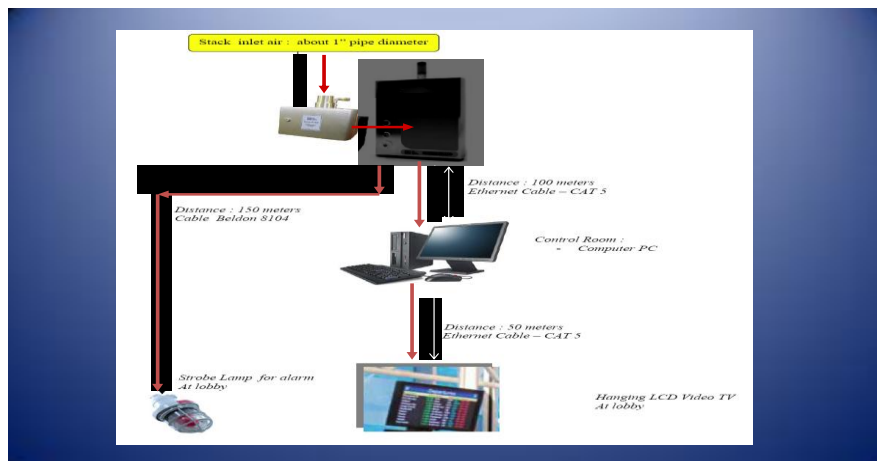 Stack inlet air : about 1" pipe diameter
Distance : 100 meters
Ethernet Cable – CAT 5
Distance : 150 meters
Cable Beldon 8104
Control Room :
- Computer PC
Distance : 50 meters
Ethernet Cable – CAT 5
Strobe Lamp for alarm
At lobby
Hanging LCD Video TV
At lobby